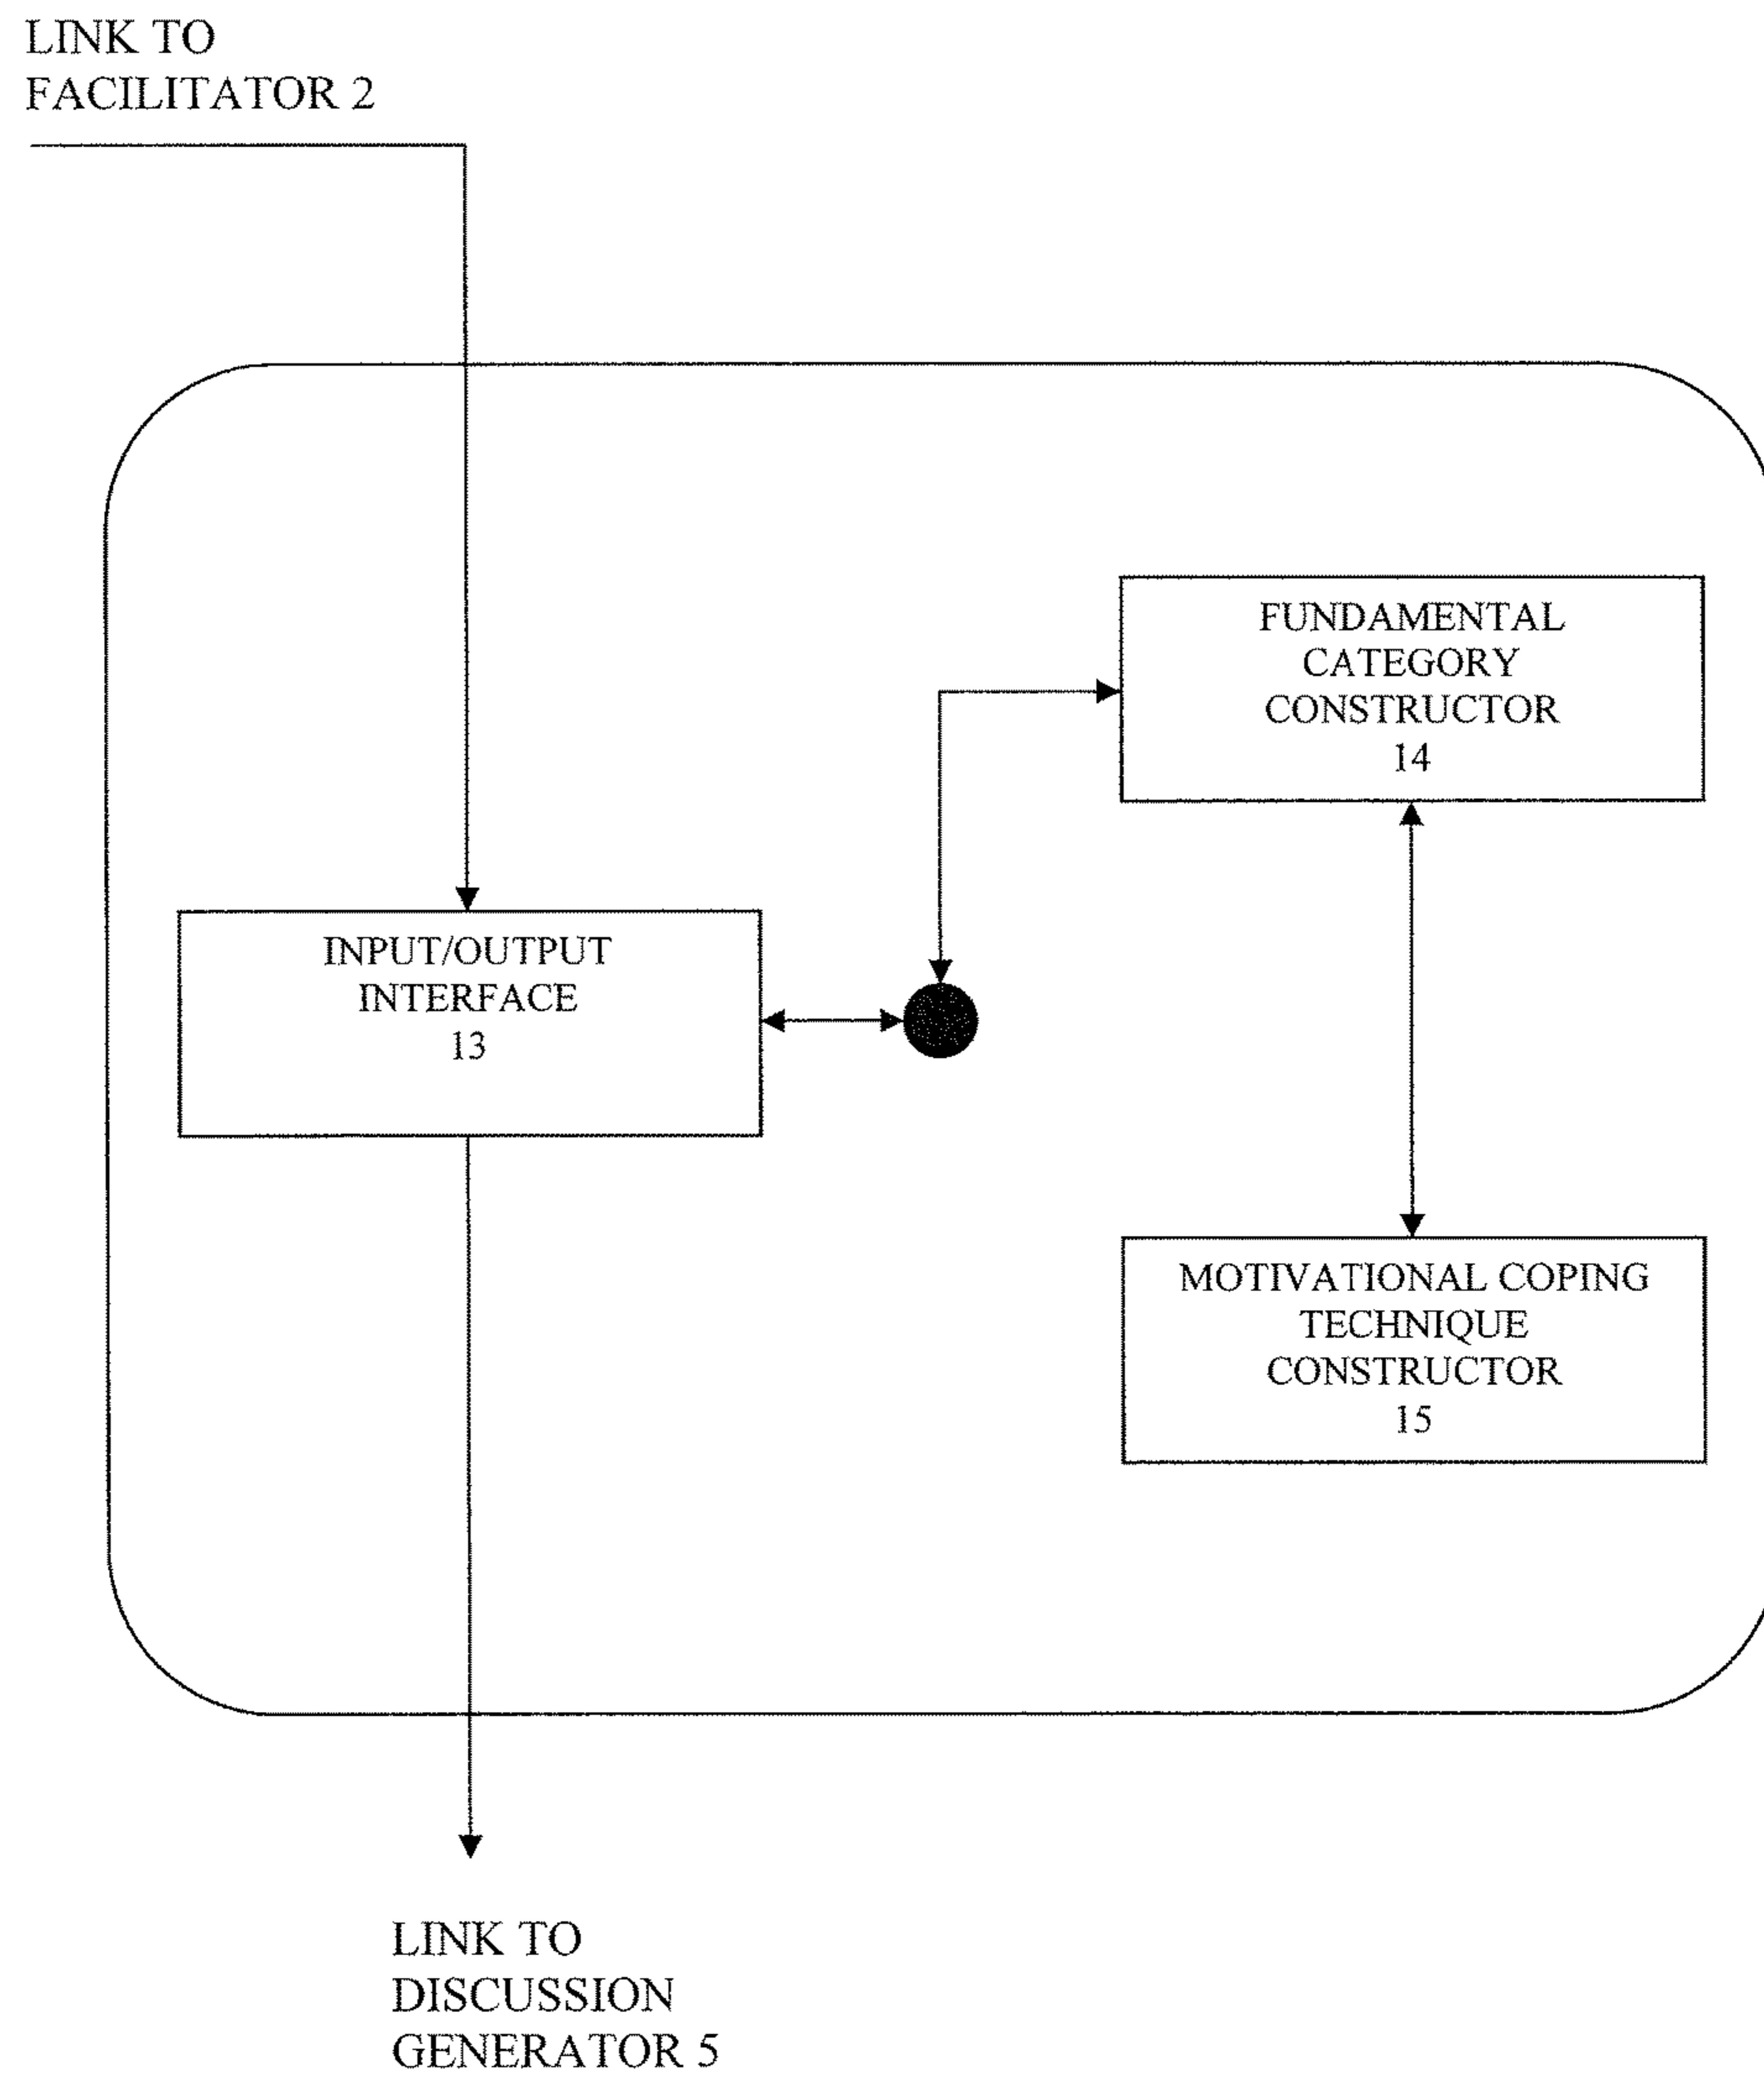 LINK TO
FACILITATOR 2
FUNDAMENTAL
CATEGORY
CONSTRUCTOR
14
INPUT/OUTPUT
INTERFACE
13
MOTIVATIONAL COPING
TECHNIQUE
CONSTRUCTOR
15
LINK TO
DISCUSSION
GENERATOR 5